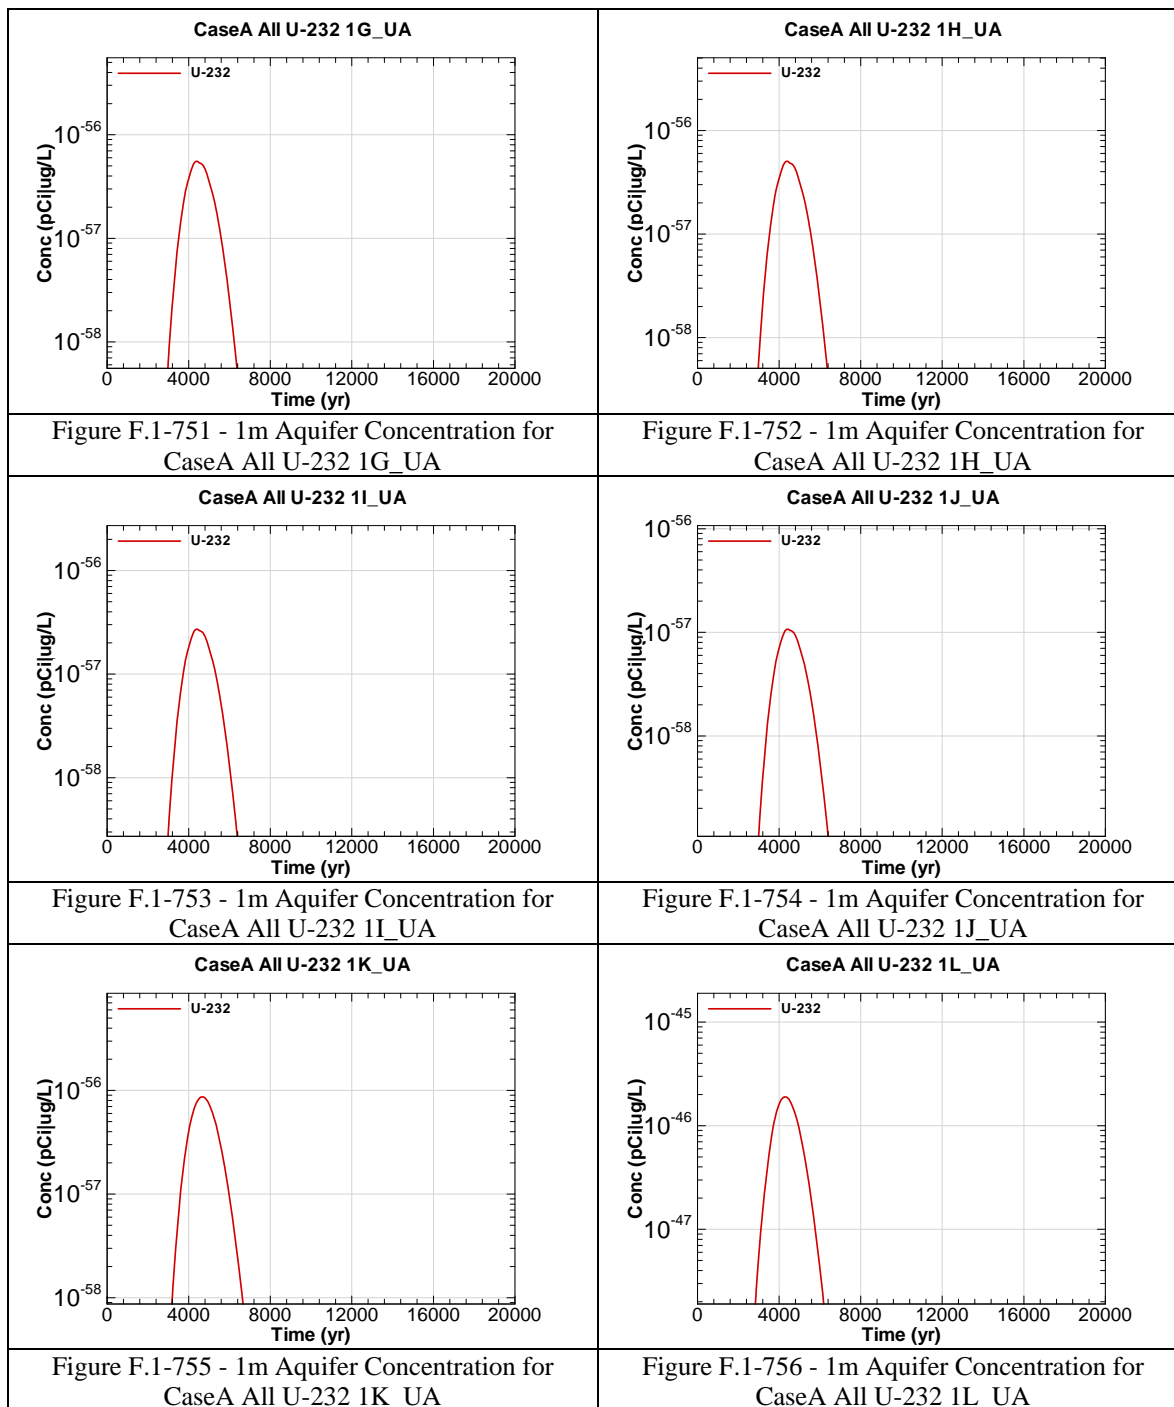 CaseA All U-232 1G_UA
U-232
10-56
10-57
10-58
Conc (pCi|ug/L)
0 4000 8000 12000 16000 20000
Time (yr)
Figure F.1-751 - 1m Aquifer Concentration for
CaseA All U-232 1G_UA
CaseA All U-232 1H_UA
U-232
10-56
10-57
10-58
Conc (pCi|ug/L)
0 4000 8000 12000 16000 20000
Time (yr)
Figure F.1-752 - 1m Aquifer Concentration for
CaseA All U-232 1H_UA
CaseA All U-232 1I_UA
U-232
10-56
10-57
10-58
Conc (pCi|ug/L)
0 4000 8000 12000 16000 20000
Time (yr)
Figure F.1-753 - 1m Aquifer Concentration for
CaseA All U-232 1I_UA
CaseA All U-232 1J_UA
U-232
10-56
10-57
10-58
Conc (pCi|ug/L)
0 4000 8000 12000 16000 20000
Time (yr)
Figure F.1-754 - 1m Aquifer Concentration for
CaseA All U-232 1J_UA
CaseA All U-232 1K_UA
U-232
10-56
10-57
10-58
Conc (pCi|ug/L)
0 4000 8000 12000 16000 20000
Time (yr)
Figure F.1-755 - 1m Aquifer Concentration for
CaseA All U-232 1K_UA
CaseA All U-232 1L_UA
U-232
10-45
10-46
10-47
Conc (pCi|ug/L)
0 4000 8000 12000 16000 20000
Time (yr)
Figure F.1-756 - 1m Aquifer Concentration for
CaseA All U-232 1L_UA